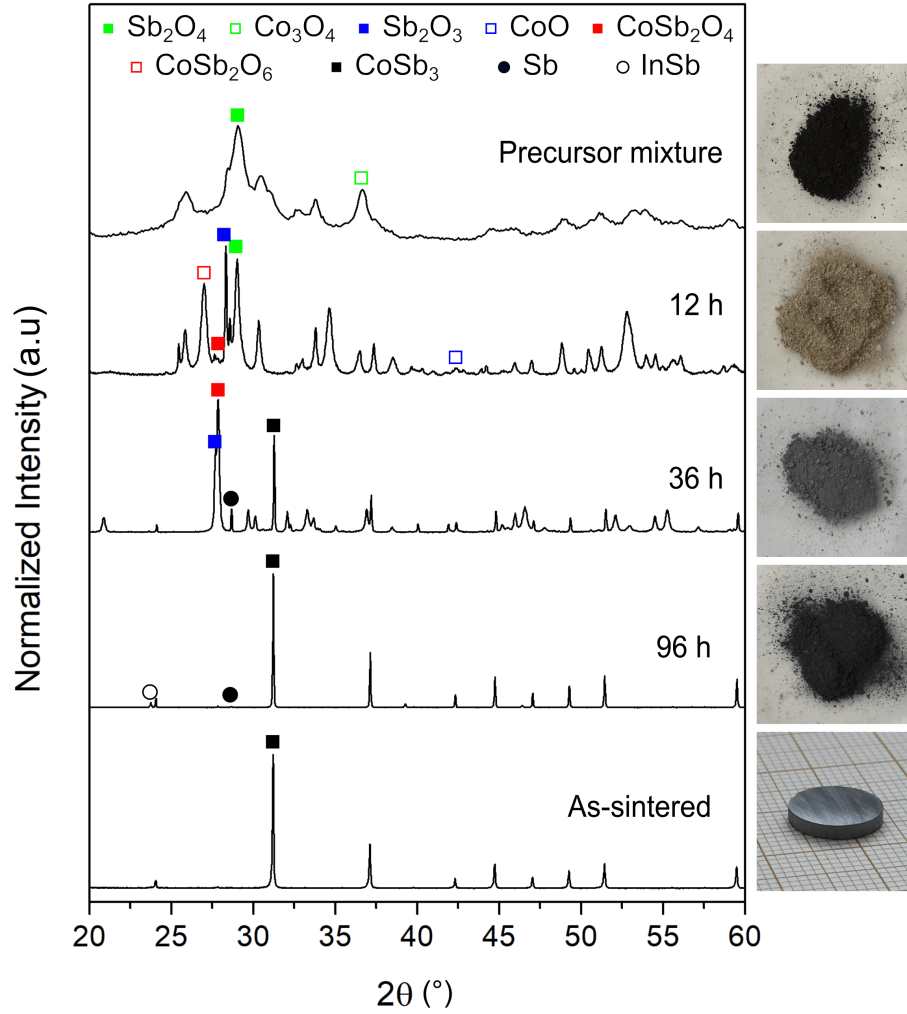 Sb₂O₄ Co₃O₄ Sb₂O₃ CoO CoSb₂O₄
CoSb₂O₆ CoSb₃ Sb InSb
Precursor mixture
12 h
36 h
96 h
As-sintered
Normalized Intensity (a.u)
20 25 30 35 40 45 50 55 60
2θ (°)